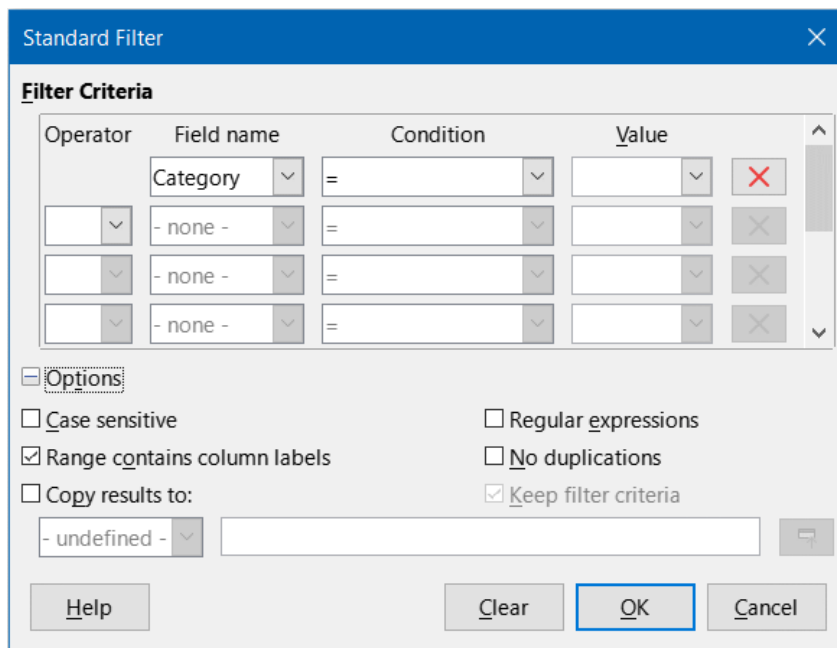 Standard Filter
Filter Criteria
Operator Field name Condition Value
Category =
- none - =
- none - =
- none - =
Options
Case sensitive Regular expressions
Range contains column labels No duplications
Copy results to: Keep filter criteria
- undefined -
Help Clear OK Cancel